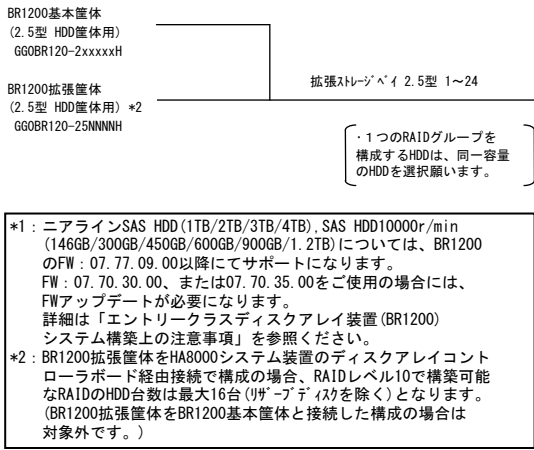 BR1200基本筐体
(2.5型 HDD筐体用)
GGOBR120-2xxxxxH
BR1200拡張筐体
(2.5型 HDD筐体用) *2
GGOBR120-25NNNNH
拡張ｽﾄﾚｰｼﾞﾍﾞｲ 2.5型 1～24
・１つのRAIDグループを
構成するHDDは、同一容量
のHDDを選択願います。
*1：ニアラインSAS HDD(1TB/2TB/3TB/4TB),SAS HDD10000r/min
(146GB/300GB/450GB/600GB/900GB/1.2TB)については、BR1200
のFW：07.77.09.00以降にてサポートになります。
FW：07.70.30.00、または07.70.35.00をご使用の場合には、
FWアップデートが必要になります。
詳細は「エントリークラスディスクアレイ装置(BR1200)
システム構築上の注意事項」を参照ください。
*2：BR1200拡張筐体をHA8000システム装置のディスクアレイコント
ローラボード経由接続で構成の場合、RAIDレベル10で構築可能
なRAIDのHDD台数は最大16台(ﾘｻﾞｰﾌﾞﾃﾞｨｽｸを除く)となります。
(BR1200拡張筐体をBR1200基本筐体と接続した構成の場合は
対象外です。)